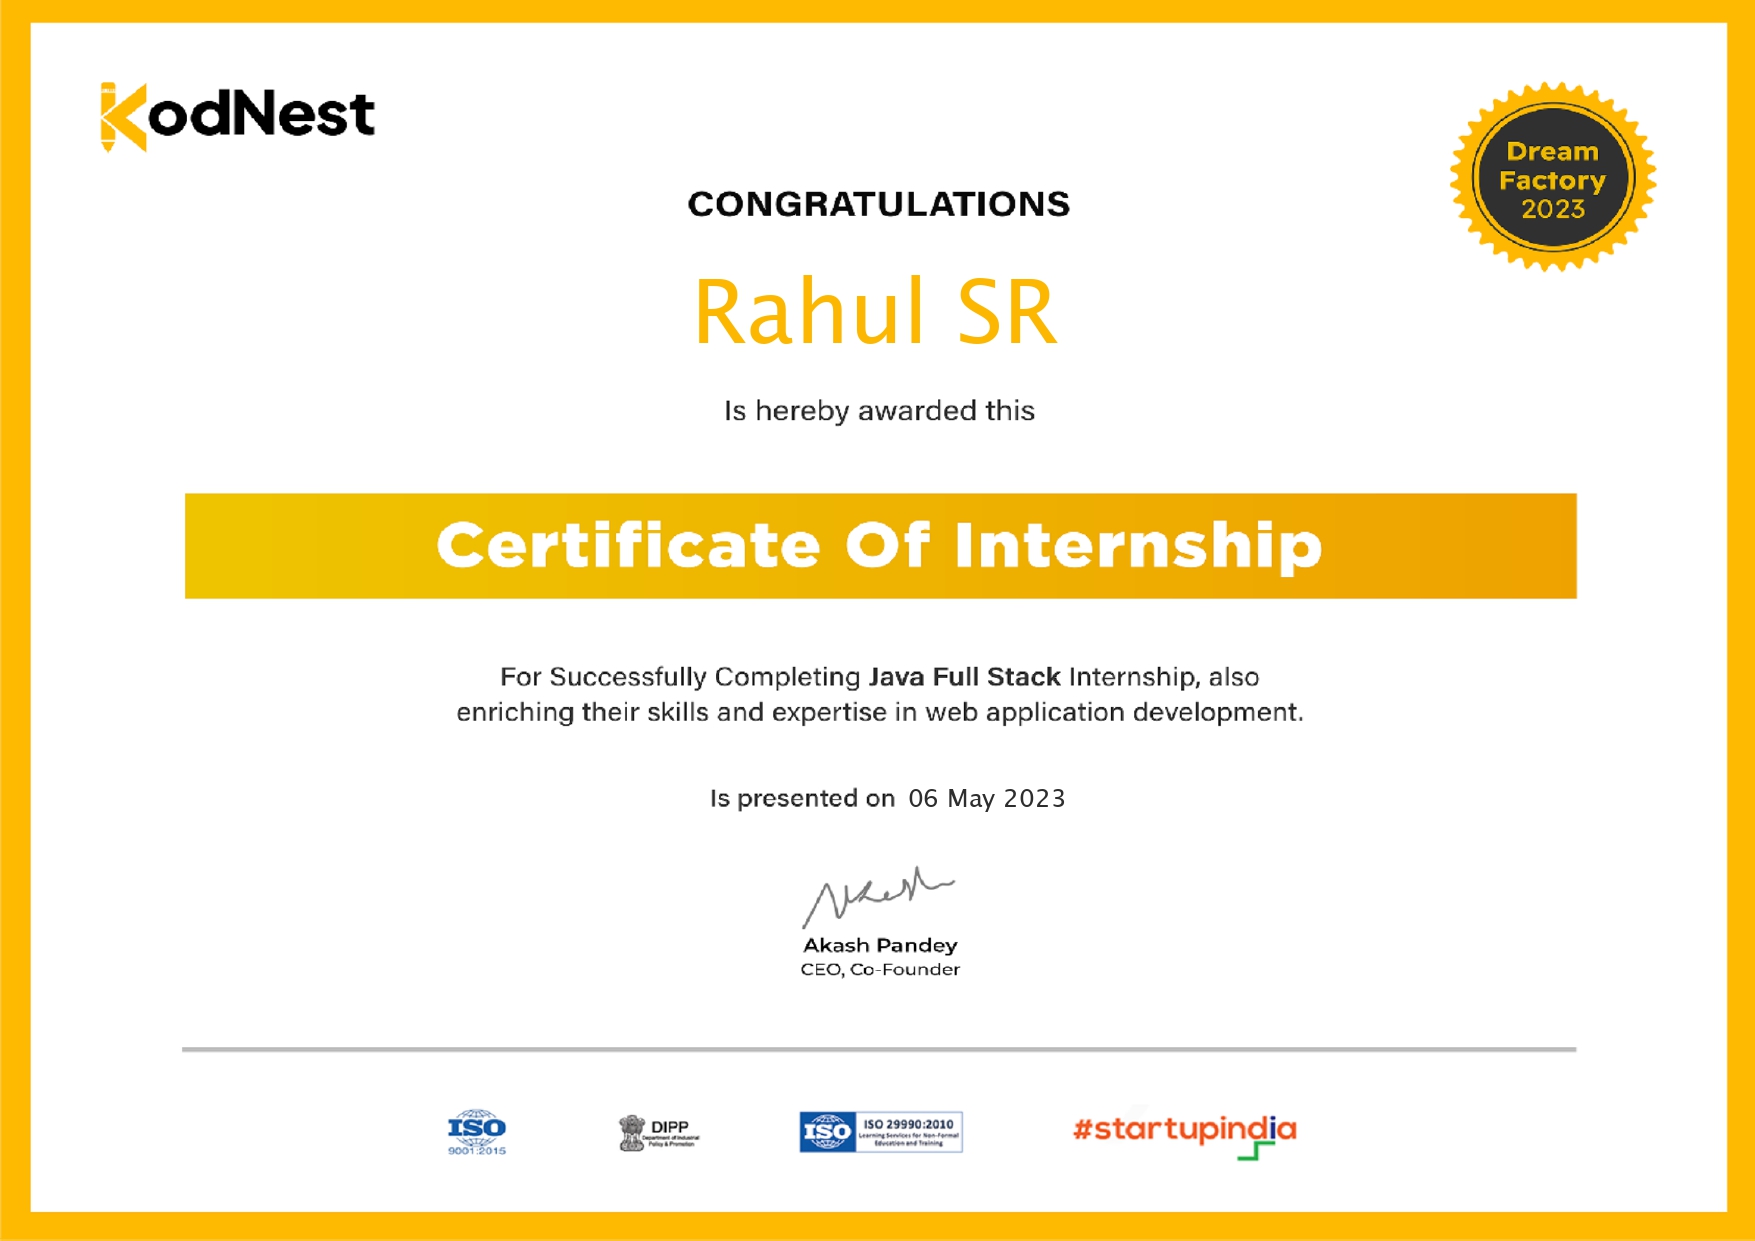 KodNest
Dream
Factory
2023
CONGRATULATIONS
Rahul SR
Is hereby awarded this
Certificate Of Internship
For Successfully Completing Java Full Stack Internship, also
enriching their skills and expertise in web application development.
Is presented on 06 May 2023
Akash Pandey
CEO, Co-Founder
ISO
9001:2015
DIPP
Department of Industrial
Policy & Promotion
ISO
ISO 29990:2010
Learning Services for Non-Formal
Education and Training
#startupindia